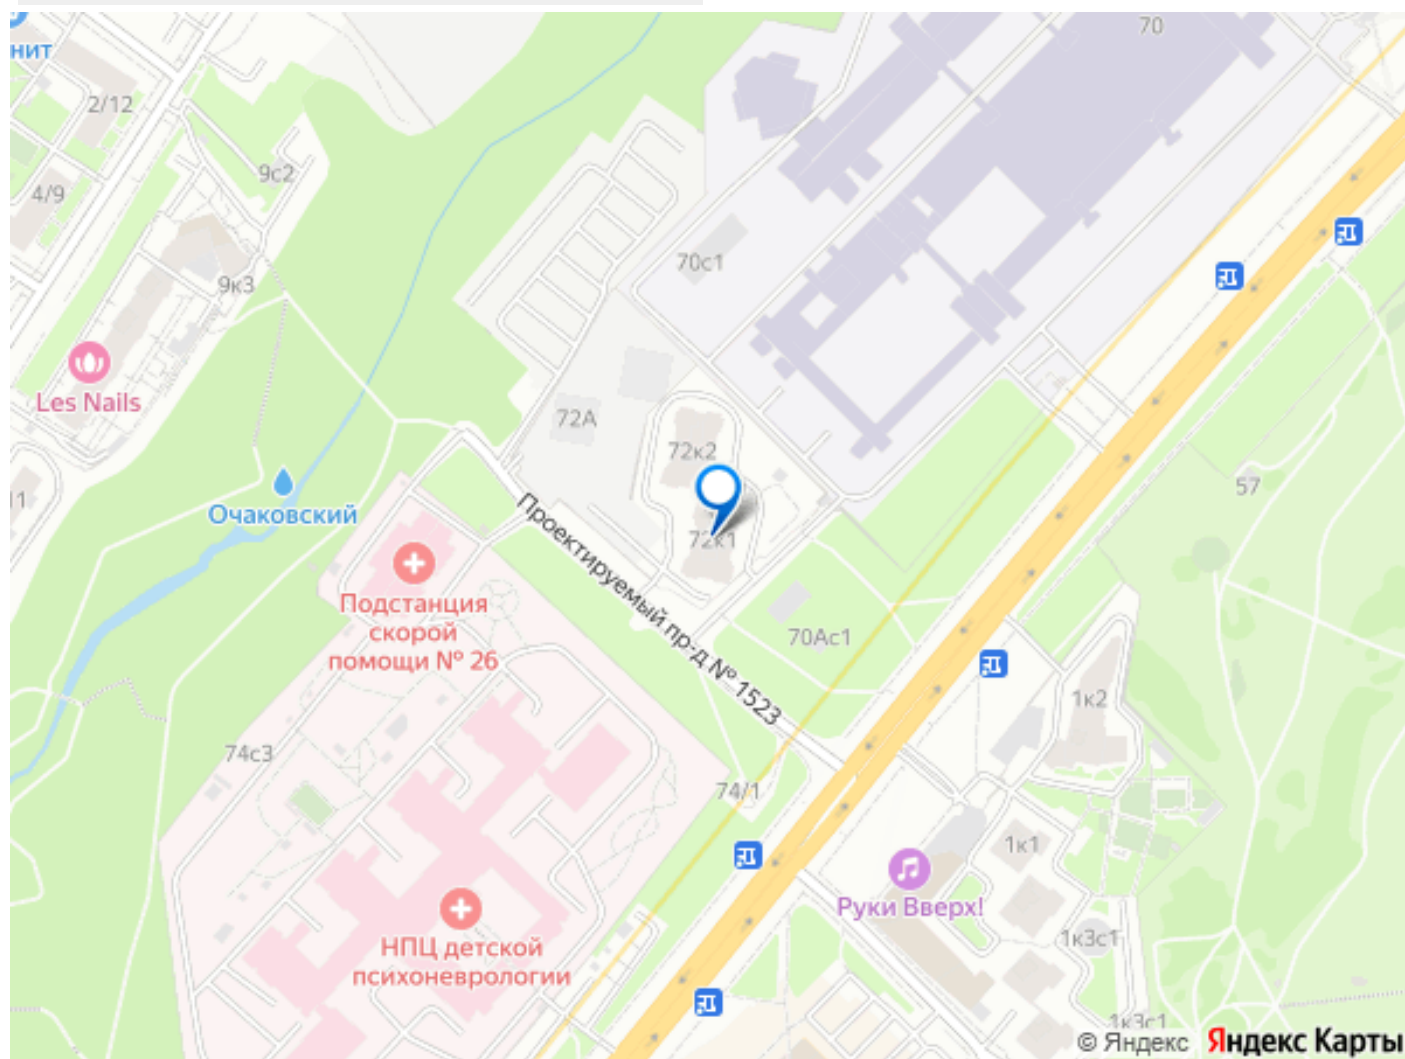 нит
2/12
4/9
9с2
9к3
Les Nails
11
Очаковский
70
70с1
72А
72к2
72к1
Проектируемый пр-д № 1523
70Ас1
57
Подстанция
скорой
помощи № 26
74с3
74/1
1к2
1к1
Руки Вверх!
1к3с1
НПЦ детской
психоневрологии
1к3с1
© Яндекс Яндекс Карты